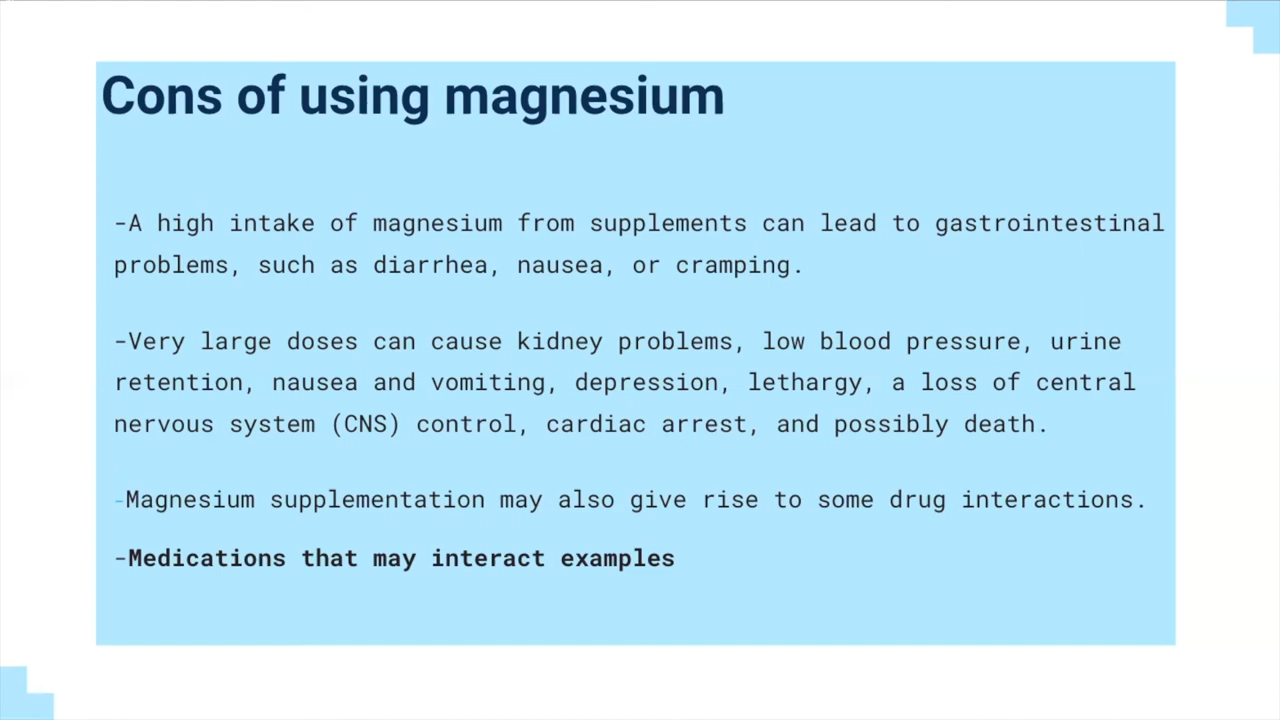 Cons of using magnesium
-A high intake of magnesium from supplements can lead to gastrointestinal
problems, such as diarrhea, nausea, or cramping.
-Very large doses can cause kidney problems, low blood pressure, urine
retention, nausea and vomiting, depression, lethargy, a loss of central
nervous system (CNS) control, cardiac arrest, and possibly death.
-Magnesium supplementation may also give rise to some drug interactions.
-Medications that may interact examples